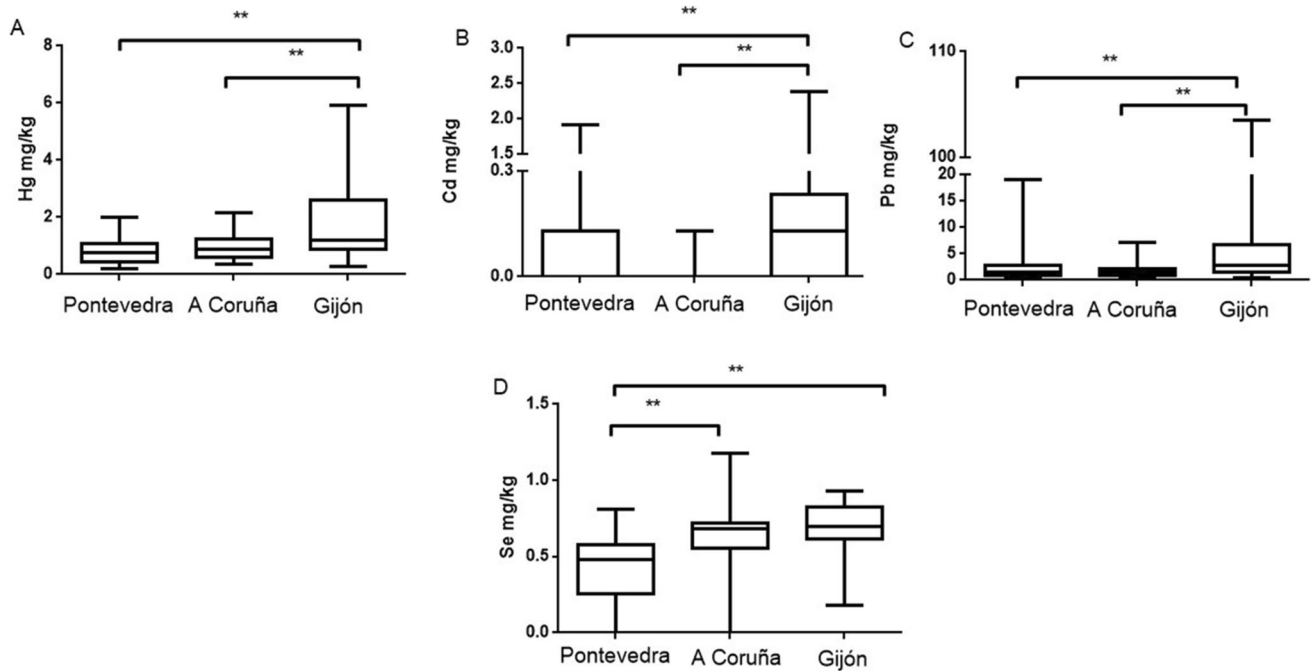 A
**
**
Hg mg/kg
8
6
4
2
0
Pontevedra A Coruña Gijón
B
**
**
Cd mg/kg
3.0
2.5
2.0
1.5
0.3
0.0
Pontevedra A Coruña Gijón
C
**
**
Pb mg/kg
110
100
20
15
10
5
0
Pontevedra A Coruña Gijón
D
**
**
Se mg/kg
1.5
1.0
0.5
0.0
Pontevedra A Coruña Gijón